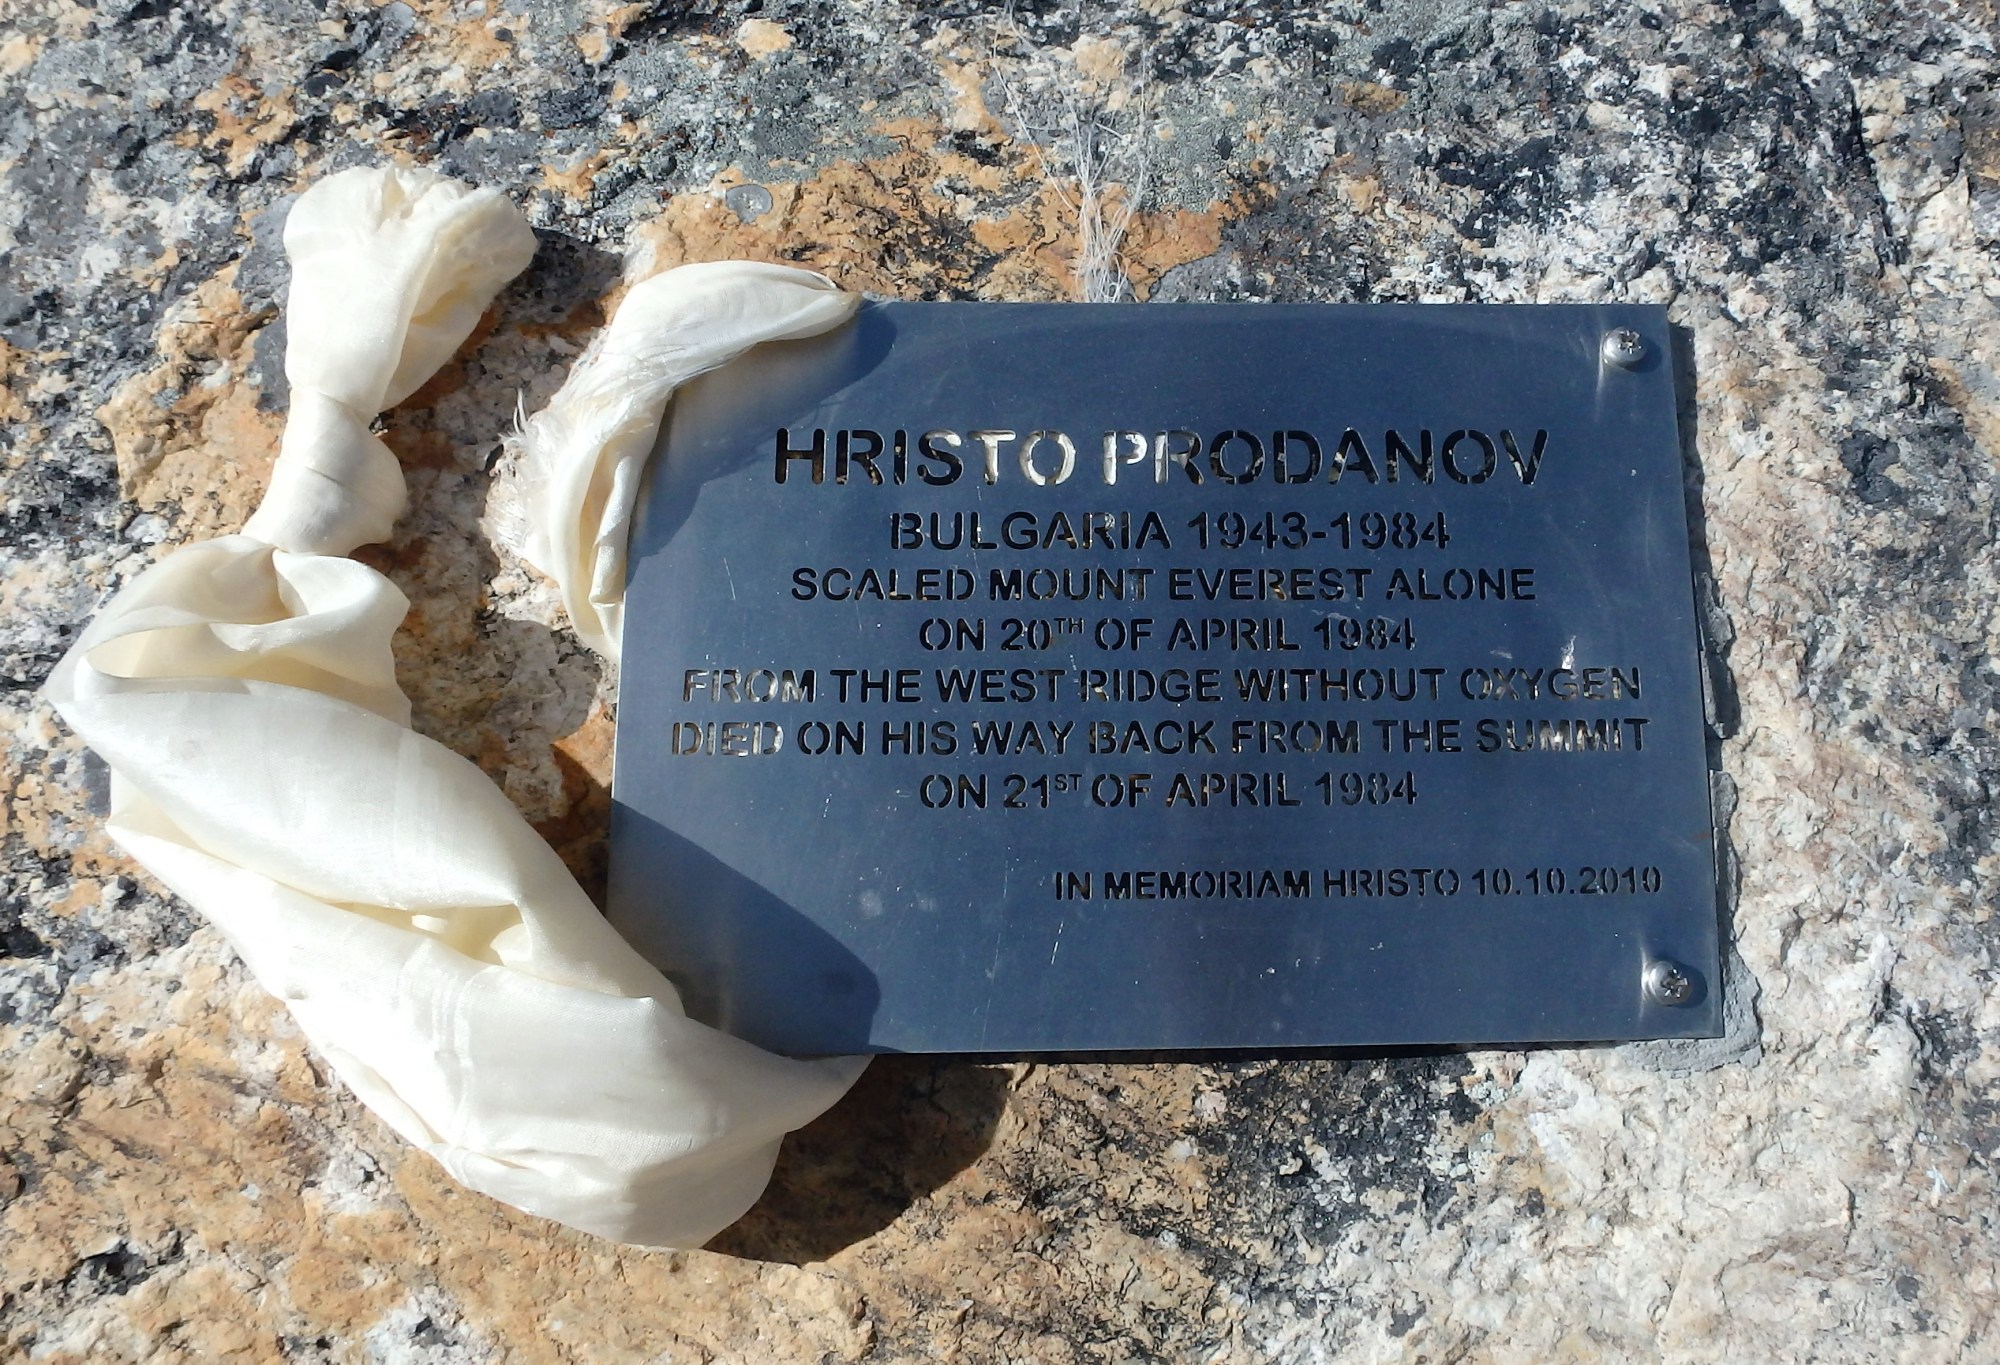 HRISTO PRODANOV
BULGARIA 1943-1984
SCALED MOUNT EVEREST ALONE
ON 20TH OF APRIL 1984
FROM THE WEST RIDGE WITHOUT OXYGEN
DIED ON HIS WAY BACK FROM THE SUMMIT
ON 21ST OF APRIL 1984
IN MEMORIAM HRISTO 10.10.2010